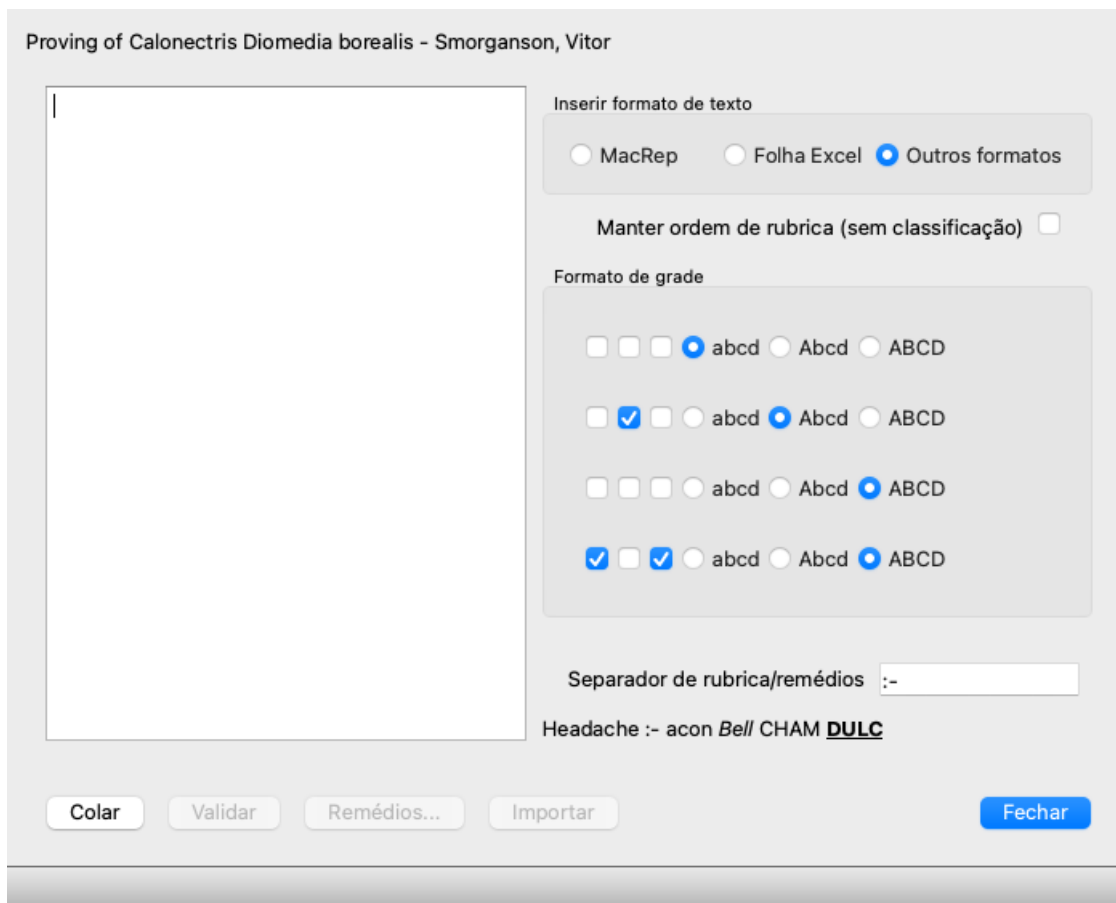 Proving of Calonectris Diomedia borealis - Smorganson, Vitor
Inserir formato de texto
MacRep Folha Excel Outros formatos
Manter ordem de rubrica (sem classificação)
Formato de grade
abcd Abcd ABCD
abcd Abcd ABCD
abcd Abcd ABCD
abcd Abcd ABCD
Separador de rubrica/remédios :-
Headache :- acon Bell CHAM DULC
Colar Validar Remédios... Importar Fechar